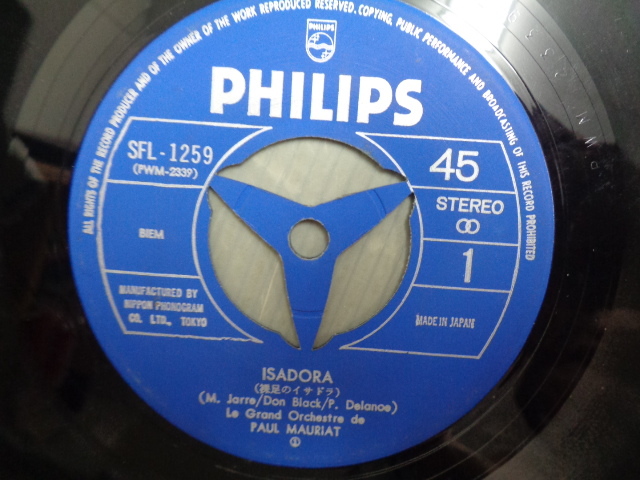 ALL RIGHTS OF THE RECORD PRODUCER AND OF THE OWNER OF THE WORK REPRODUCED RESERVED. COPYING, PUBLIC PERFORMANCE AND BROADCASTING OF THIS RECORD PROHIBITED
PHILIPS
PHILIPS
SFL-1259
(PWM-2339)
45
STEREO
BIEM
1
MANUFACTURED BY
NIPPON PHONOGRAM
CO. LTD., TOKYO
MADE IN JAPAN
ISADORA
(裸足のイサドラ)
(M. Jarre/Don Black/P. Delanoe)
Le Grand Orchestre de
PAUL MAURIAT